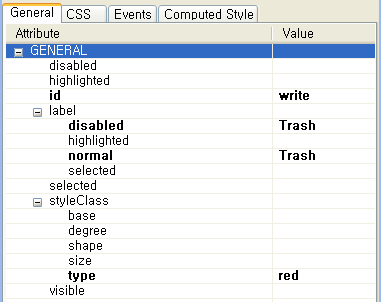 General CSS Events Computed Style
Attribute Value
GENERAL
disabled
highlighted
id write
label
disabled Trash
highlighted
normal Trash
selected
selected
styleClass
base
degree
shape
size
type red
visible